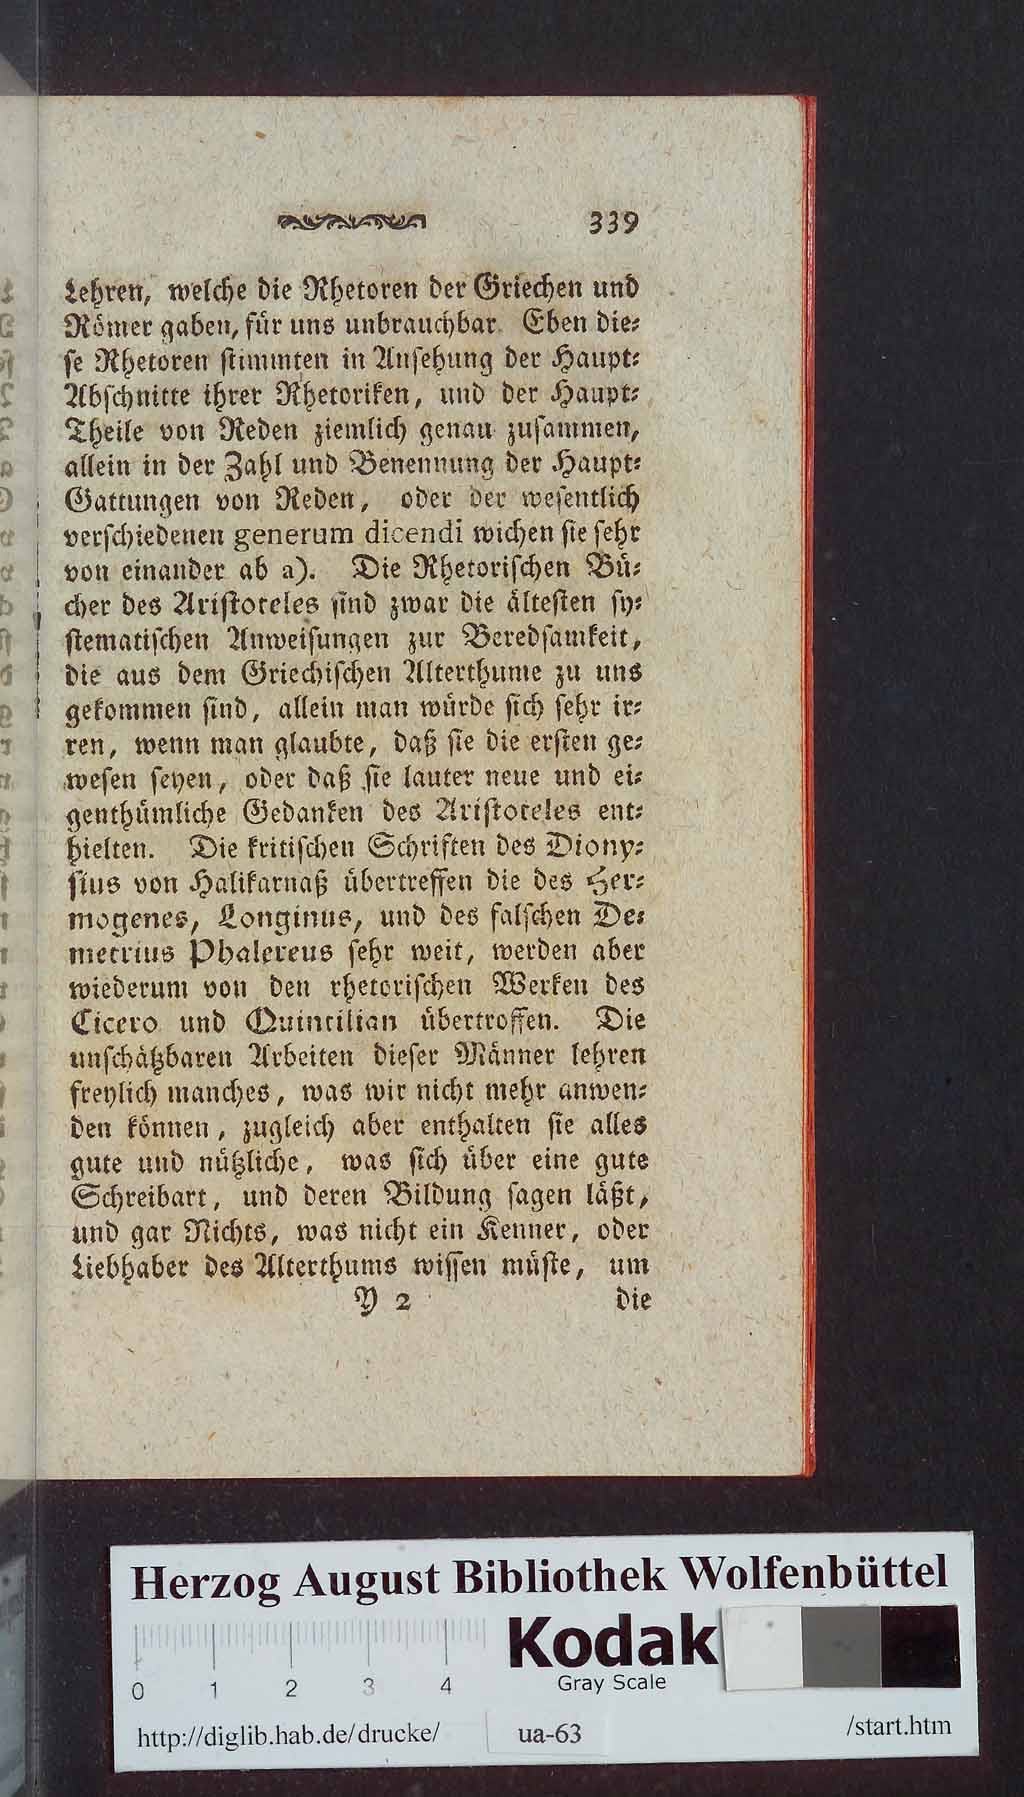 339
Lehren, welche die Rhetoren der Griechen und
Römer gaben, für uns unbrauchbar. Eben die⸗
se Rhetoren stimmten in Ansehung der Haupt⸗
Abschnitte ihrer Rhetoriken, und der Haupt⸗
Theile von Reden ziemlich genau zusammen,
allein in der Zahl und Benennung der Haupt⸗
Gattungen von Reden, oder der wesentlich
verschiedenen generum dicendi wichen sie sehr
von einander ab a). Die Rhetorischen Bü⸗
cher des Aristoteles sind zwar die ältesten sy⸗
stematischen Anweisungen zur Beredsamkeit,
die aus dem Griechischen Alterthume zu uns
gekommen sind, allein man würde sich sehr ir⸗
ren, wenn man glaubte, daß sie die ersten ge⸗
wesen seyen, oder daß sie lauter neue und ei⸗
genthümliche Gedanken des Aristoteles ent⸗
hielten. Die kritischen Schriften des Diony⸗
sius von Halikarnaß übertreffen die des Her⸗
mogenes, Longinus, und des falschen De⸗
metrius Phalereus sehr weit, werden aber
wiederum von den rhetorischen Werken des
Cicero und Quintilian übertroffen. Die
unschätzbaren Arbeiten dieser Männer lehren
freylich manches, was wir nicht mehr anwen⸗
den können, zugleich aber enthalten sie alles
gute und nützliche, was sich über eine gute
Schreibart, und deren Bildung sagen läßt,
und gar Nichts, was nicht ein Kenner, oder
Liebhaber des Alterthums wissen müste, um
Y 2 die
Herzog August Bibliothek Wolfenbüttel
Kodak
Gray Scale
0 1 2 3 4
http://diglib.hab.de/drucke/ ua-63 /start.htm